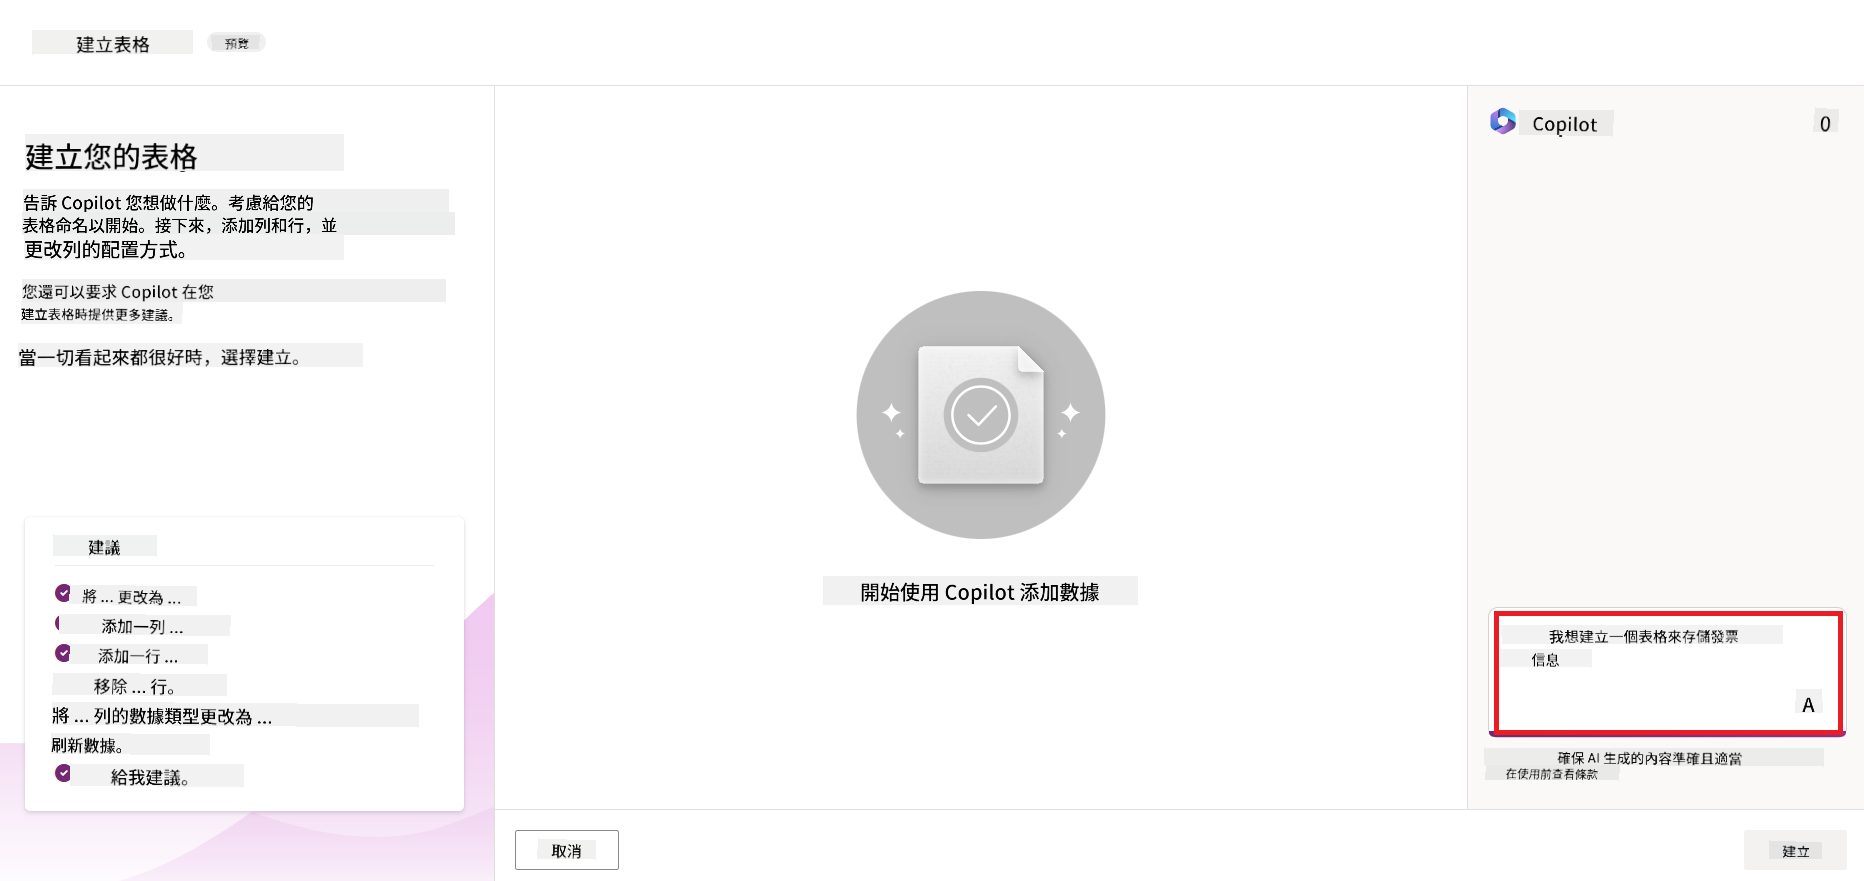 建立表格
預覽
建立您的表格
告訴 Copilot 您想做什麼。考慮給您的
表格命名以開始。接下來，添加列和行，並
更改列的配置方式。
您還可以要求 Copilot 在您
建立表格時提供更多建議。
當一切看起來都很好時，選擇建立。
建議
將 ... 更改為 ...
添加一列 ...
添加一行 ...
移除 ... 行。
將 ... 列的數據類型更改為 ...
刷新數據。
給我建議。
開始使用 Copilot 添加數據
取消
Copilot
0
我想建立一個表格來存儲發票
信息
A
確保 AI 生成的內容準確且適當
在使用前查看條款
建立